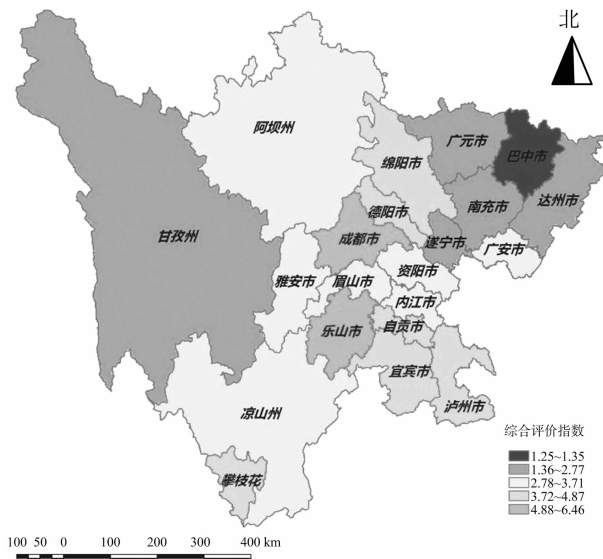 北
阿坝州
广元市
巴中市
绵阳市
达州市
南充市
德阳市
甘孜州
成都市
遂宁市
广安市
资阳市
雅安市
眉山市
内江市
乐山市
自贡市
宜宾市
泸州市
凉山州
攀枝花
综合评价指数
1.25~1.35
1.36~2.77
2.78~3.71
3.72~4.87
4.88~6.46
100 50 0 100 200 300 400 km